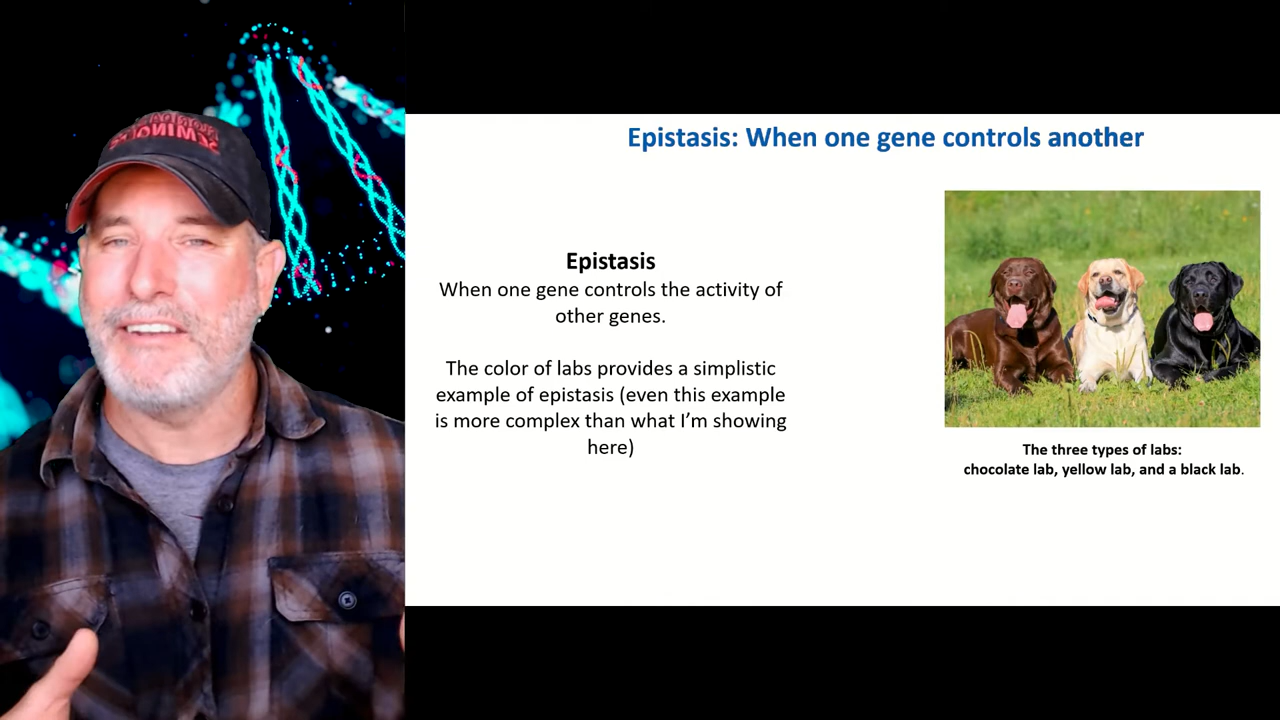 SEMINOLES
Epistasis: When one gene controls another
Epistasis
When one gene controls the activity of
other genes.
The color of labs provides a simplistic
example of epistasis (even this example
is more complex than what I'm showing
here)
The three types of labs:
chocolate lab, yellow lab, and a black lab.